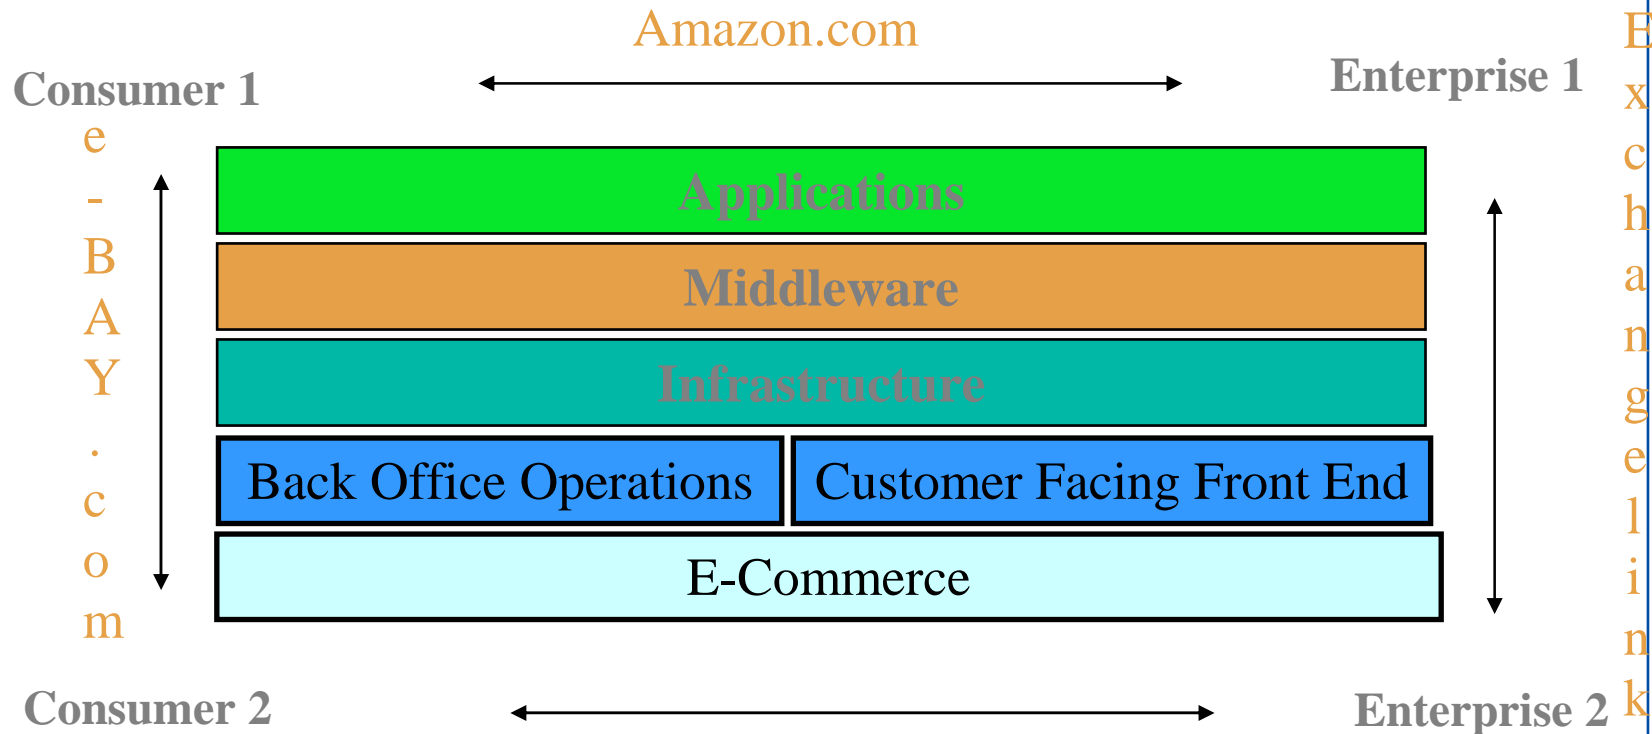 Amazon.com
Consumer 1
Enterprise 1
e-BAY.com
Exchangelink
Applications
Middleware
Infrastructure
Back Office Operations
Customer Facing Front End
E-Commerce
Consumer 2
Enterprise 2